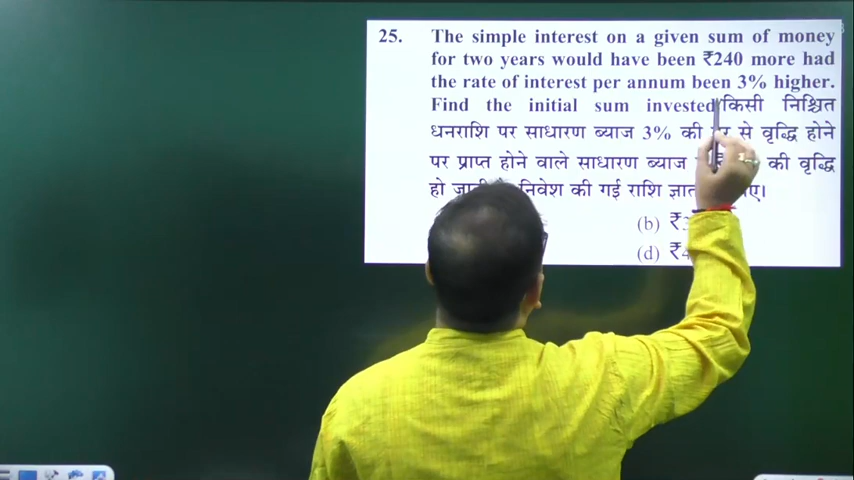 25. The simple interest on a given sum of money
for two years would have been ₹240 more had
the rate of interest per annum been 3% higher.
Find the initial sum invested/किसी निश्चित
धनराशि पर साधारण ब्याज 3% की से वृद्धि होने
पर प्राप्त होने वाले साधारण ब्याज की वृद्धि
हो निवेश की गई राशि
(b) ₹
(d) ₹4